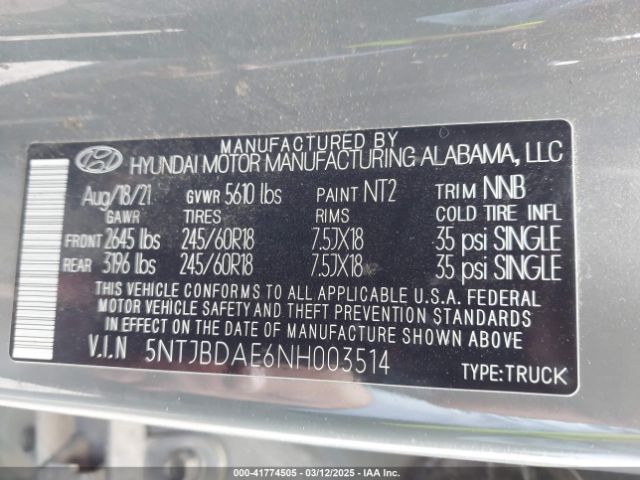 MANUFACTURED BY
HYUNDAI MOTOR MANUFACTURING ALABAMA, LLC
Aug/18/21 GVWR 5610 lbs PAINT NT2 TRIM NNB
GAWR TIRES RIMS COLD TIRE INFL
FRONT 2645 lbs 245/60R18 7.5JX18 35 psi SINGLE
REAR 3196 lbs 245/60R18 7.5JX18 35 psi SINGLE
THIS VEHICLE CONFORMS TO ALL APPLICABLE U.S.A. FEDERAL
MOTOR VEHICLE SAFETY AND THEFT PREVENTION STANDARDS
IN EFFECT ON THE DATE OF MANUFACTURE SHOWN ABOVE.
V.I.N 5NTJBDAE6NH003514
TYPE:TRUCK
000-41774505 - 03/12/2025 - IAA Inc.